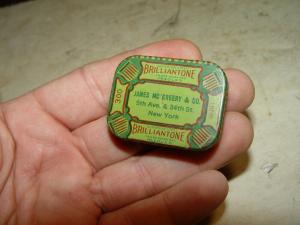 BRILLIANTONE
300
JAMES McCREERY & CO.
5th Ave. & 34th St.
New York
BRILLIANTONE